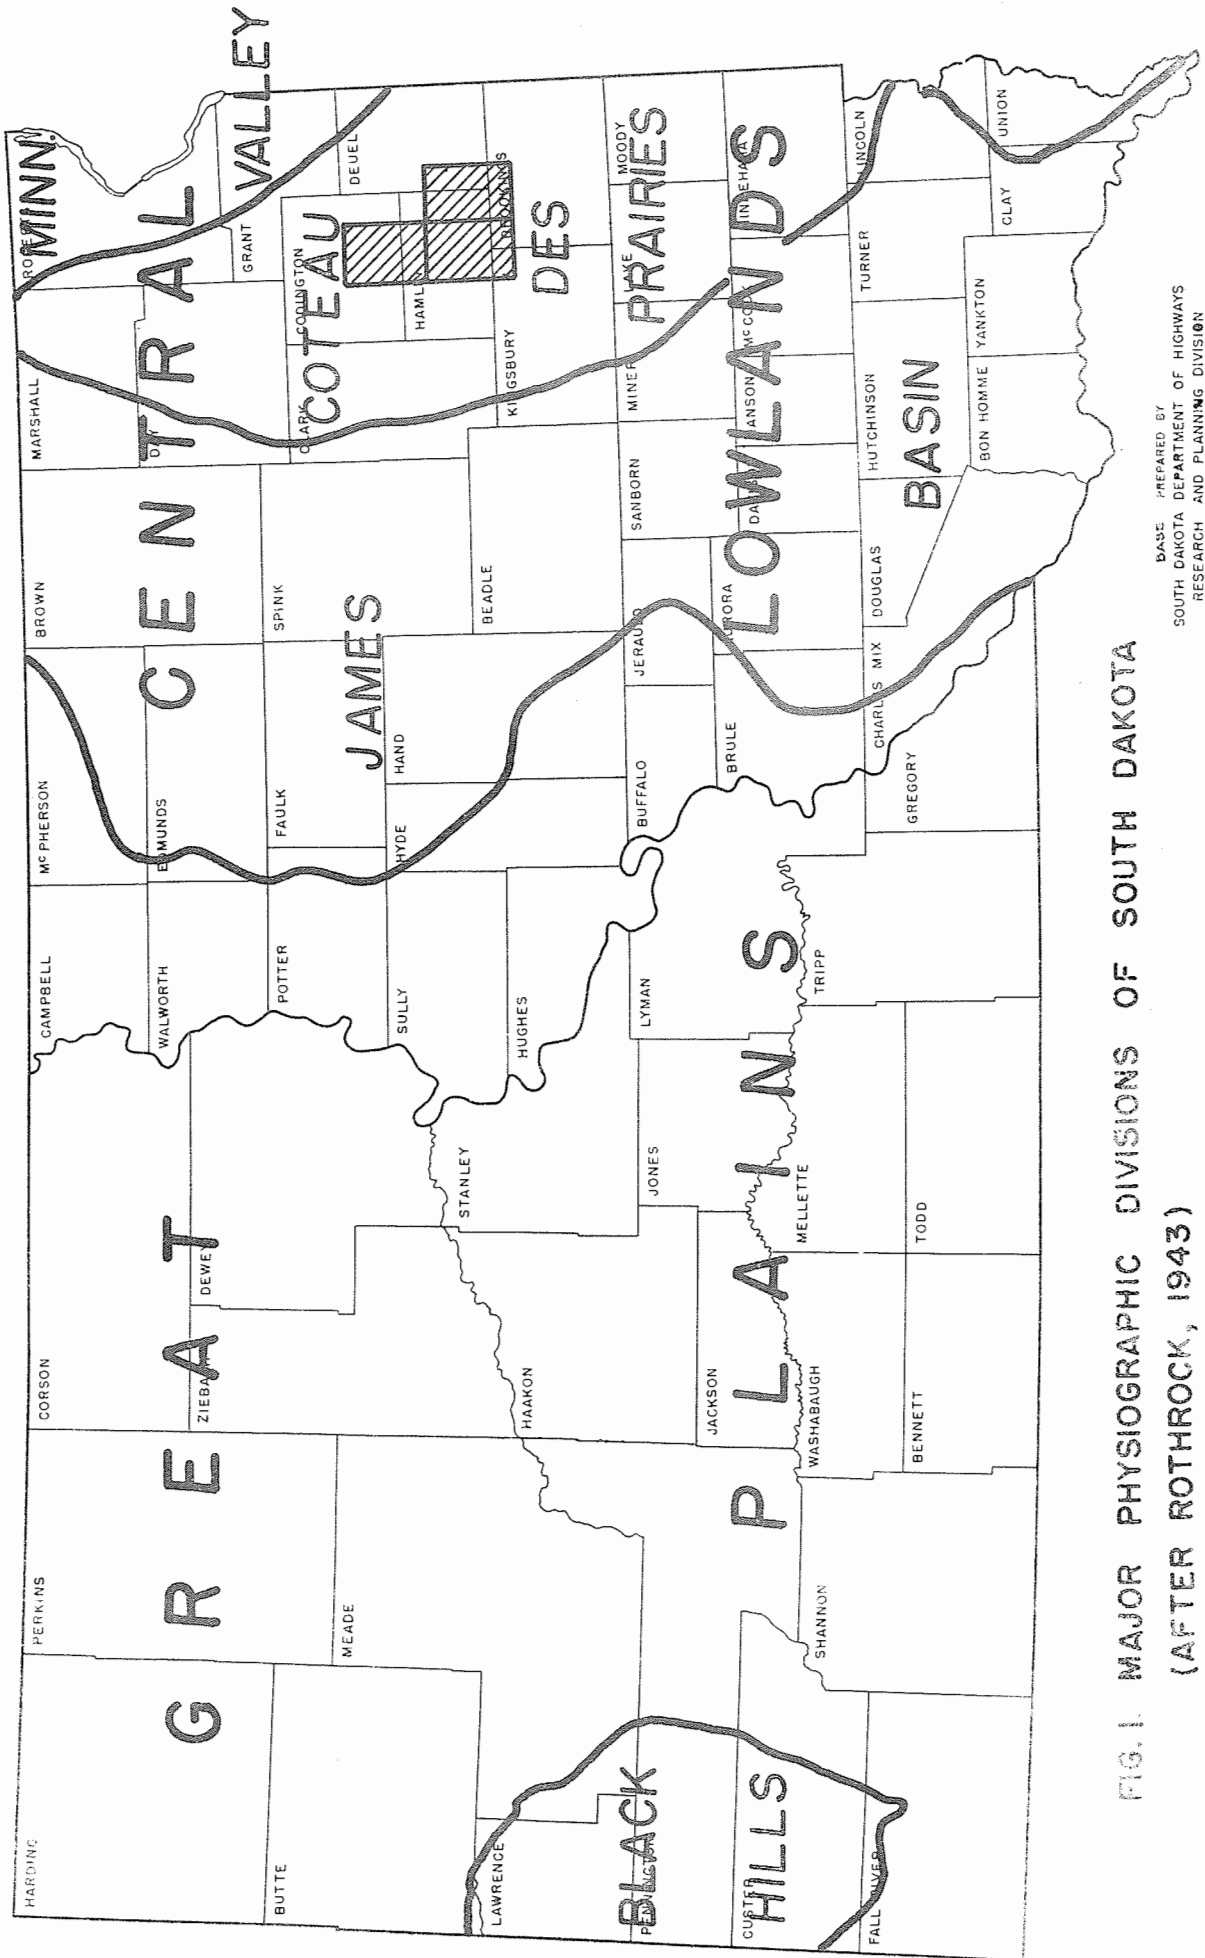 HARDING
PERKINS
CORSON
CAMPBELL
McPHERSON
BROWN
MARSHALL
MINN
VALLEY
GREAT
CENTRAL
BUTTE
MEADE
DEWEY
WALWORTH
EDMUNDS
DAY
GRANT
POTTER
FAULK
SPINK
CLARK
CODINGTON
DEUEL
COTEAU
JAMES
SULLY
HYDE
HAND
HAMLIN
LAWRENCE
HAAKON
STANLEY
HUGHES
BEADLE
KINGSBURY
BROOKINGS
DES
PRAIRIES
BLACK
HILLS
PENNINGTON
JACKSON
JONES
LYMAN
BUFFALO
JERAULD
SANBORN
MINER
LAKE
MOODY
PLAINS
LOWLANDS
CUSTER
SHANNON
WASHABAUGH
MELLETTE
TRIPP
BRULE
AURORA
HANSON
McCOOK
MINNEHAHA
FALL RIVER
BENNETT
TODD
GREGORY
CHARLES MIX
DOUGLAS
HUTCHINSON
TURNER
LINCOLN
BASIN
BON HOMME
YANKTON
CLAY
UNION
FIG. 1. MAJOR PHYSIOGRAPHIC DIVISIONS OF SOUTH DAKOTA
(AFTER ROTHROCK, 1943)
BASE PREPARED BY
SOUTH DAKOTA DEPARTMENT OF HIGHWAYS
RESEARCH AND PLANNING DIVISION